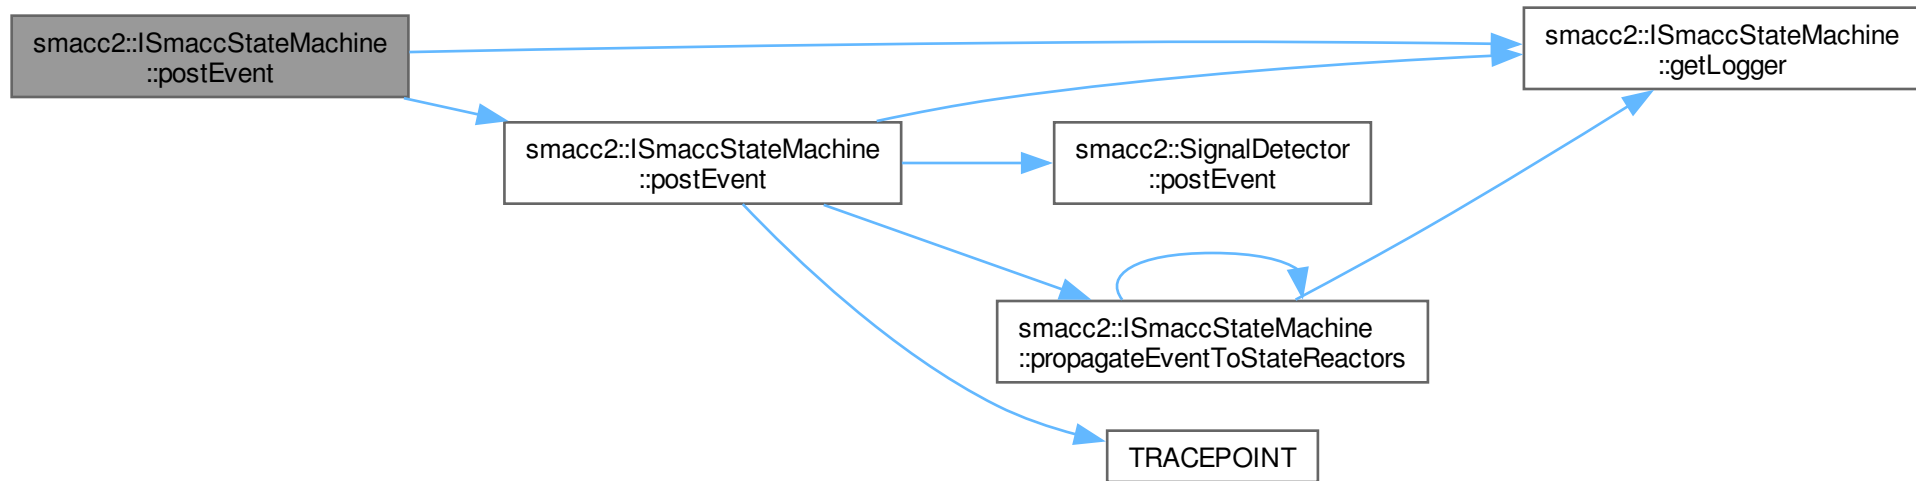 smacc2::ISmaccStateMachine
::postEvent
smacc2::ISmaccStateMachine
::getLogger
smacc2::ISmaccStateMachine
::postEvent
smacc2::SignalDetector
::postEvent
smacc2::ISmaccStateMachine
::propagateEventToStateReactors
TRACEPOINT